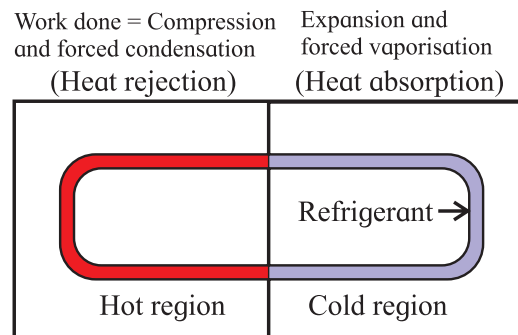 Work done = Compression
and forced condensation
(Heat rejection)
Expansion and
forced vaporisation
(Heat absorption)
Refrigerant
Hot region
Cold region